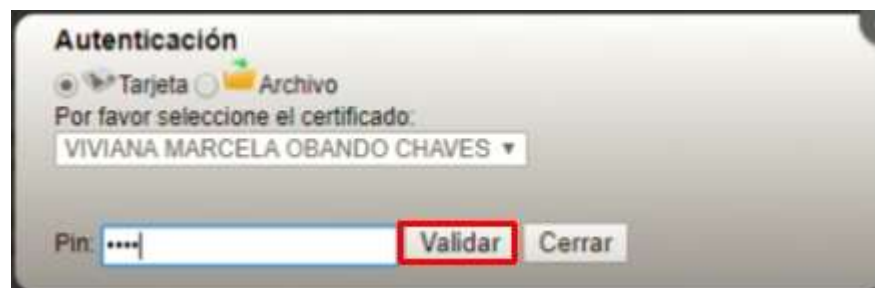 Autenticación
Tarjeta Archivo
Por favor seleccione el certificado:
VIVIANA MARCELA OBANDO CHAVES
Pin: •••• Validar Cerrar